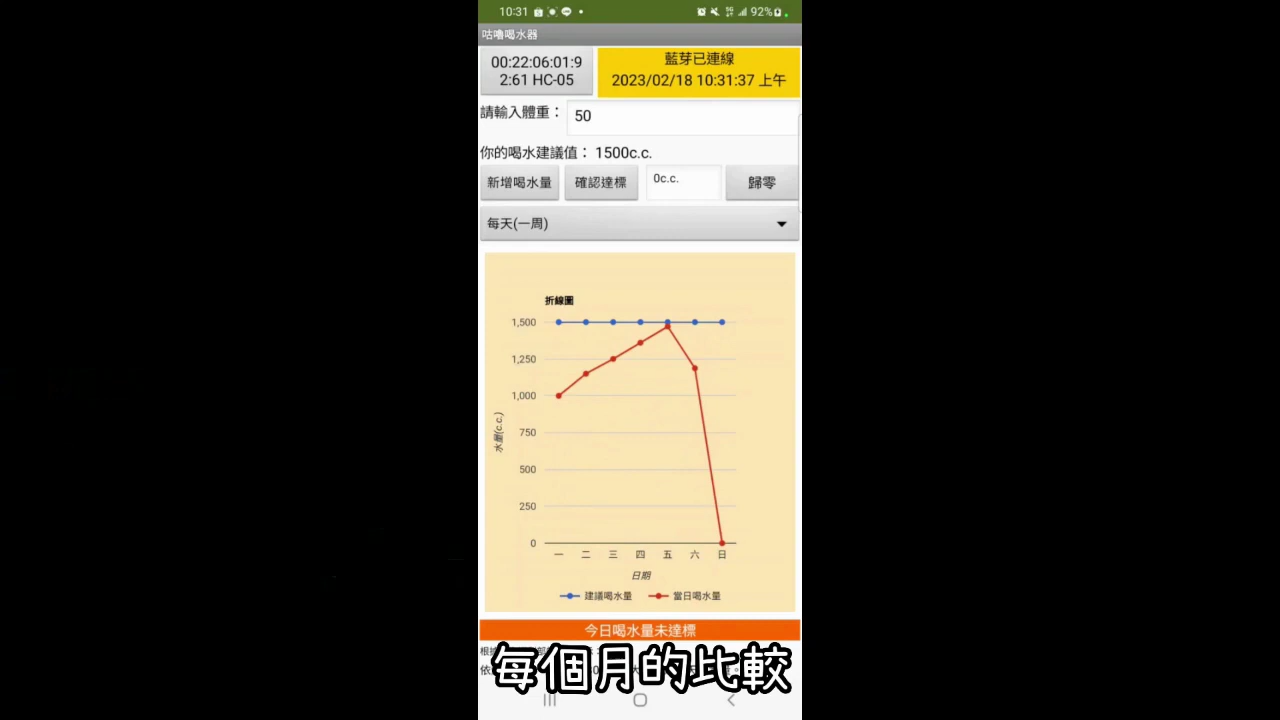 10:31
92%
咕嚕喝水器
00:22:06:01:9
2:61 HC-05
藍芽已連線
2023/02/18 10:31:37 上午
請輸入體重：
50
你的喝水建議值： 1500c.c.
新增喝水量
確認達標
0c.c.
歸零
每天(一周)
折線圖
1,500
1,250
1,000
750
500
250
0
水量(c.c.)
一 二 三 四 五 六 日
日期
建議喝水量
當日喝水量
今日喝水量未達標
每個月的比較